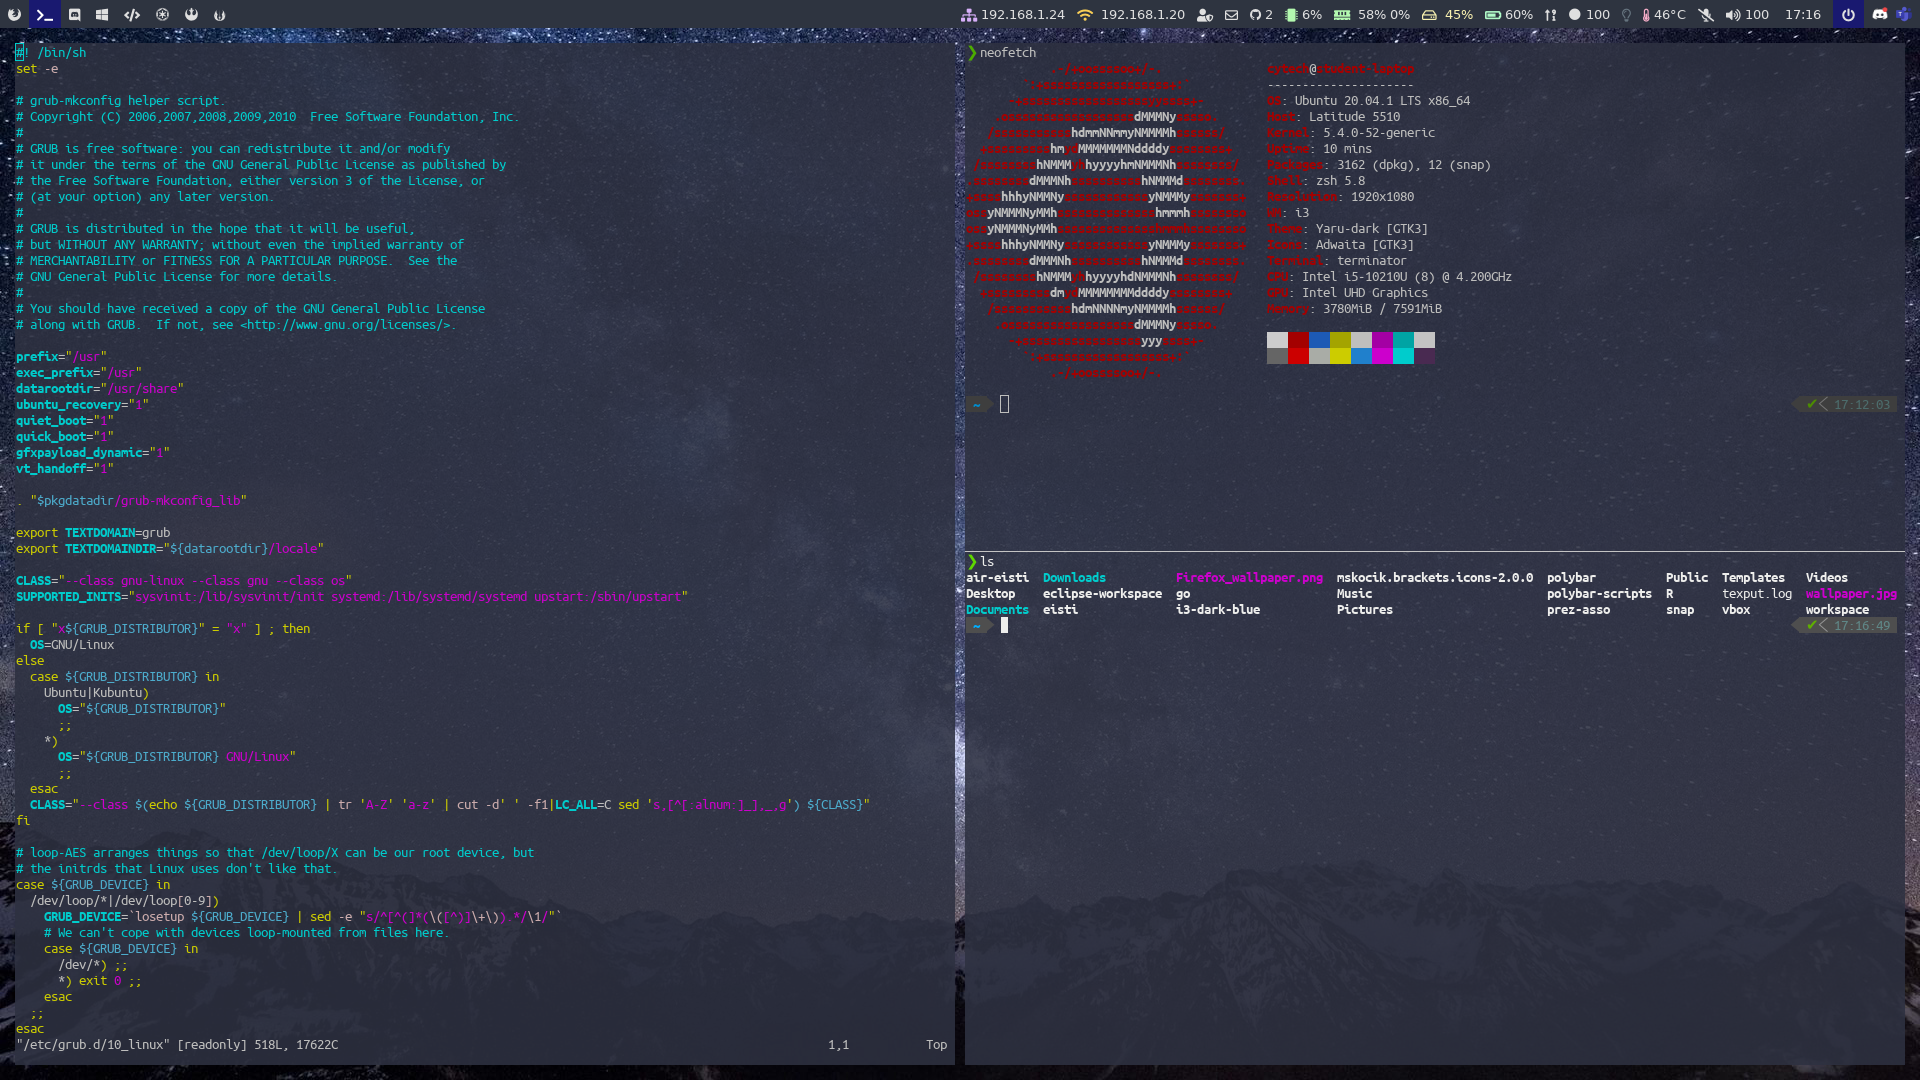 192.168.1.24 192.168.1.20 2 6% 58% 0% 45% 60% 100 46°C 100 17:16
#! /bin/sh
set -e
# grub-mkconfig helper script.
# Copyright (C) 2006,2007,2008,2009,2010  Free Software Foundation, Inc.
#
# GRUB is free software: you can redistribute it and/or modify
# it under the terms of the GNU General Public License as published by
# the Free Software Foundation, either version 3 of the License, or
# (at your option) any later version.
#
# GRUB is distributed in the hope that it will be useful,
# but WITHOUT ANY WARRANTY; without even the implied warranty of
# MERCHANTABILITY or FITNESS FOR A PARTICULAR PURPOSE.  See the
# GNU General Public License for more details.
#
# You should have received a copy of the GNU General Public License
# along with GRUB.  If not, see <http://www.gnu.org/licenses/>.
prefix="/usr"
exec_prefix="/usr"
datarootdir="/usr/share"
ubuntu_recovery="1"
quiet_boot="1"
quick_boot="1"
gfxpayload_dynamic="1"
vt_handoff="1"
. "$pkgdatadir/grub-mkconfig_lib"
export TEXTDOMAIN=grub
export TEXTDOMAINDIR="${datarootdir}/locale"
CLASS="--class gnu-linux --class gnu --class os"
SUPPORTED_INITS="sysvinit:/lib/sysvinit/init systemd:/lib/systemd/systemd upstart:/sbin/upstart"
if [ "x${GRUB_DISTRIBUTOR}" = "x" ] ; then
  OS=GNU/Linux
else
  case ${GRUB_DISTRIBUTOR} in
    Ubuntu|Kubuntu)
      OS="${GRUB_DISTRIBUTOR}"
      ;;
    *)
      OS="${GRUB_DISTRIBUTOR} GNU/Linux"
      ;;
  esac
  CLASS="--class $(echo ${GRUB_DISTRIBUTOR} | tr 'A-Z' 'a-z' | cut -d' ' -f1|LC_ALL=C sed 's,[^[:alnum:]_],_,g') ${CLASS}"
fi
# loop-AES arranges things so that /dev/loop/X can be our root device, but
# the initrds that Linux uses don't like that.
case ${GRUB_DEVICE} in
  /dev/loop/*|/dev/loop[0-9])
    GRUB_DEVICE=`losetup ${GRUB_DEVICE} | sed -e "s/^[^(]*(\([^)]\+\)).*/\1/"`
    # We can't cope with devices loop-mounted from files here.
    case ${GRUB_DEVICE} in
      /dev/*) ;;
      *) exit 0 ;;
    esac
  ;;
esac
"/etc/grub.d/10_linux" [readonly] 518L, 17622C 1,1 Top
❯ neofetch
cytech@student-laptop
---------------------
OS: Ubuntu 20.04.1 LTS x86_64
Host: Latitude 5510
Kernel: 5.4.0-52-generic
Uptime: 10 mins
Packages: 3162 (dpkg), 12 (snap)
Shell: zsh 5.8
Resolution: 1920x1080
WM: i3
Theme: Yaru-dark [GTK3]
Icons: Adwaita [GTK3]
Terminal: terminator
CPU: Intel i5-10210U (8) @ 4.200GHz
GPU: Intel UHD Graphics
Memory: 3780MiB / 7591MiB
~ ✔ 17:12:03
❯ ls
air-eisti Downloads Firefox_wallpaper.png mskocik.brackets.icons-2.0.0 polybar Public Templates Videos
Desktop eclipse-workspace go Music polybar-scripts R texput.log wallpaper.jpg
Documents eisti i3-dark-blue Pictures prez-asso snap vbox workspace
~ ✔ 17:16:49